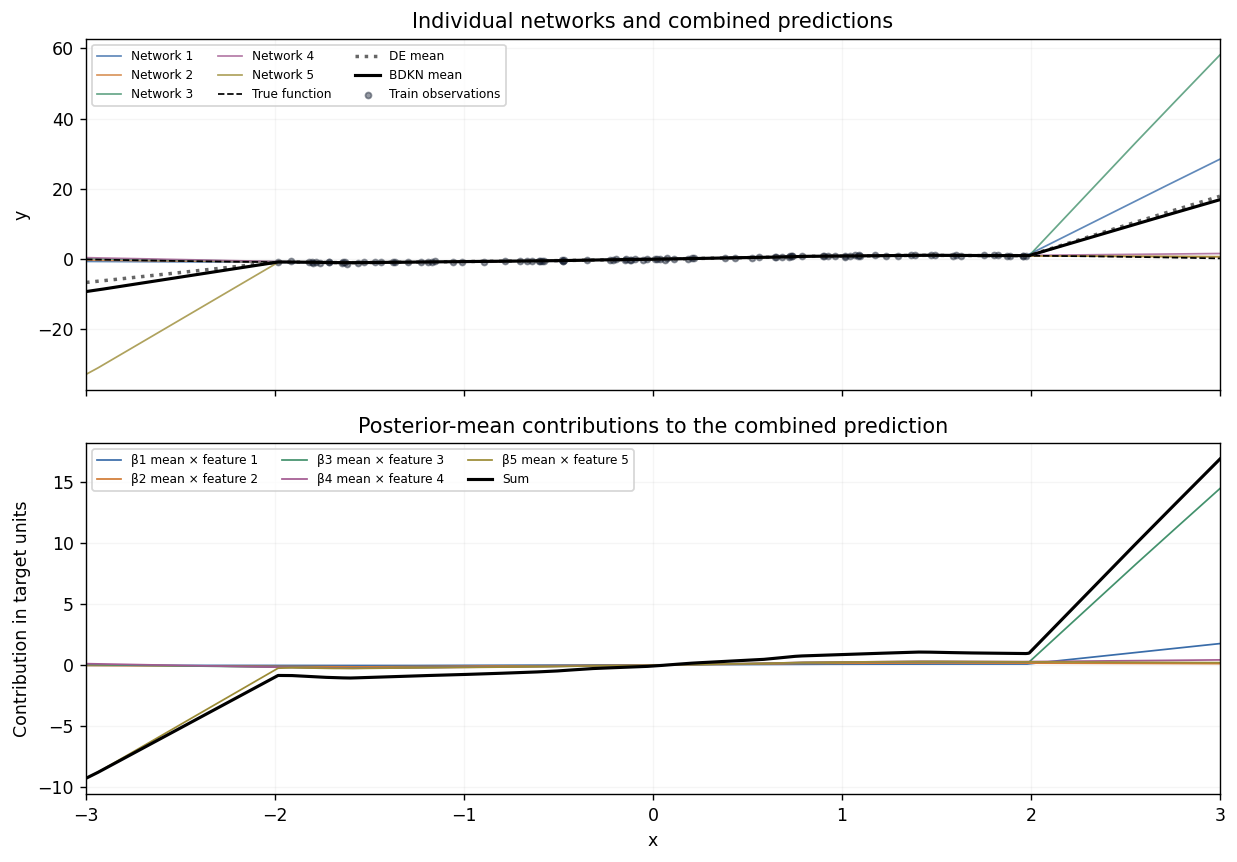 Individual networks and combined predictions
60
40
20
0
−20
y
Network 1
Network 2
Network 3
Network 4
Network 5
True function
DE mean
BDKN mean
Train observations
Posterior-mean contributions to the combined prediction
15
10
5
0
−5
−10
Contribution in target units
β1 mean × feature 1
β2 mean × feature 2
β3 mean × feature 3
β4 mean × feature 4
β5 mean × feature 5
Sum
−3
−2
−1
0
1
2
3
x